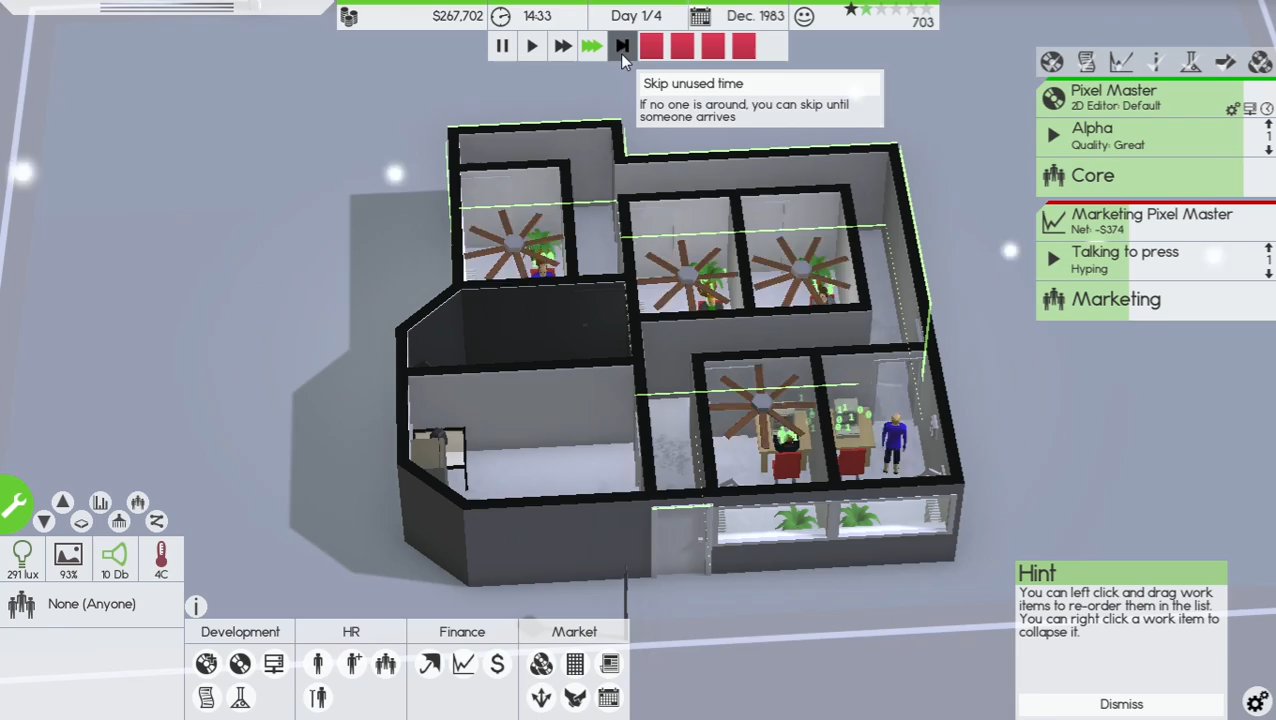 $267,702
14:33
Day 1/4
Dec. 1983
703
Skip unused time
If no one is around, you can skip until
someone arrives
Pixel Master
2D Editor: Default
Alpha
Quality: Great
1
Core
Marketing Pixel Master
Net: -$374
Talking to press
Hyping
1
Marketing
291 lux
93%
10 Db
4C
None (Anyone)
Development
HR
Finance
Market
Hint
You can left click and drag work
items to re-order them in the list.
You can right click a work item to
collapse it.
Dismiss